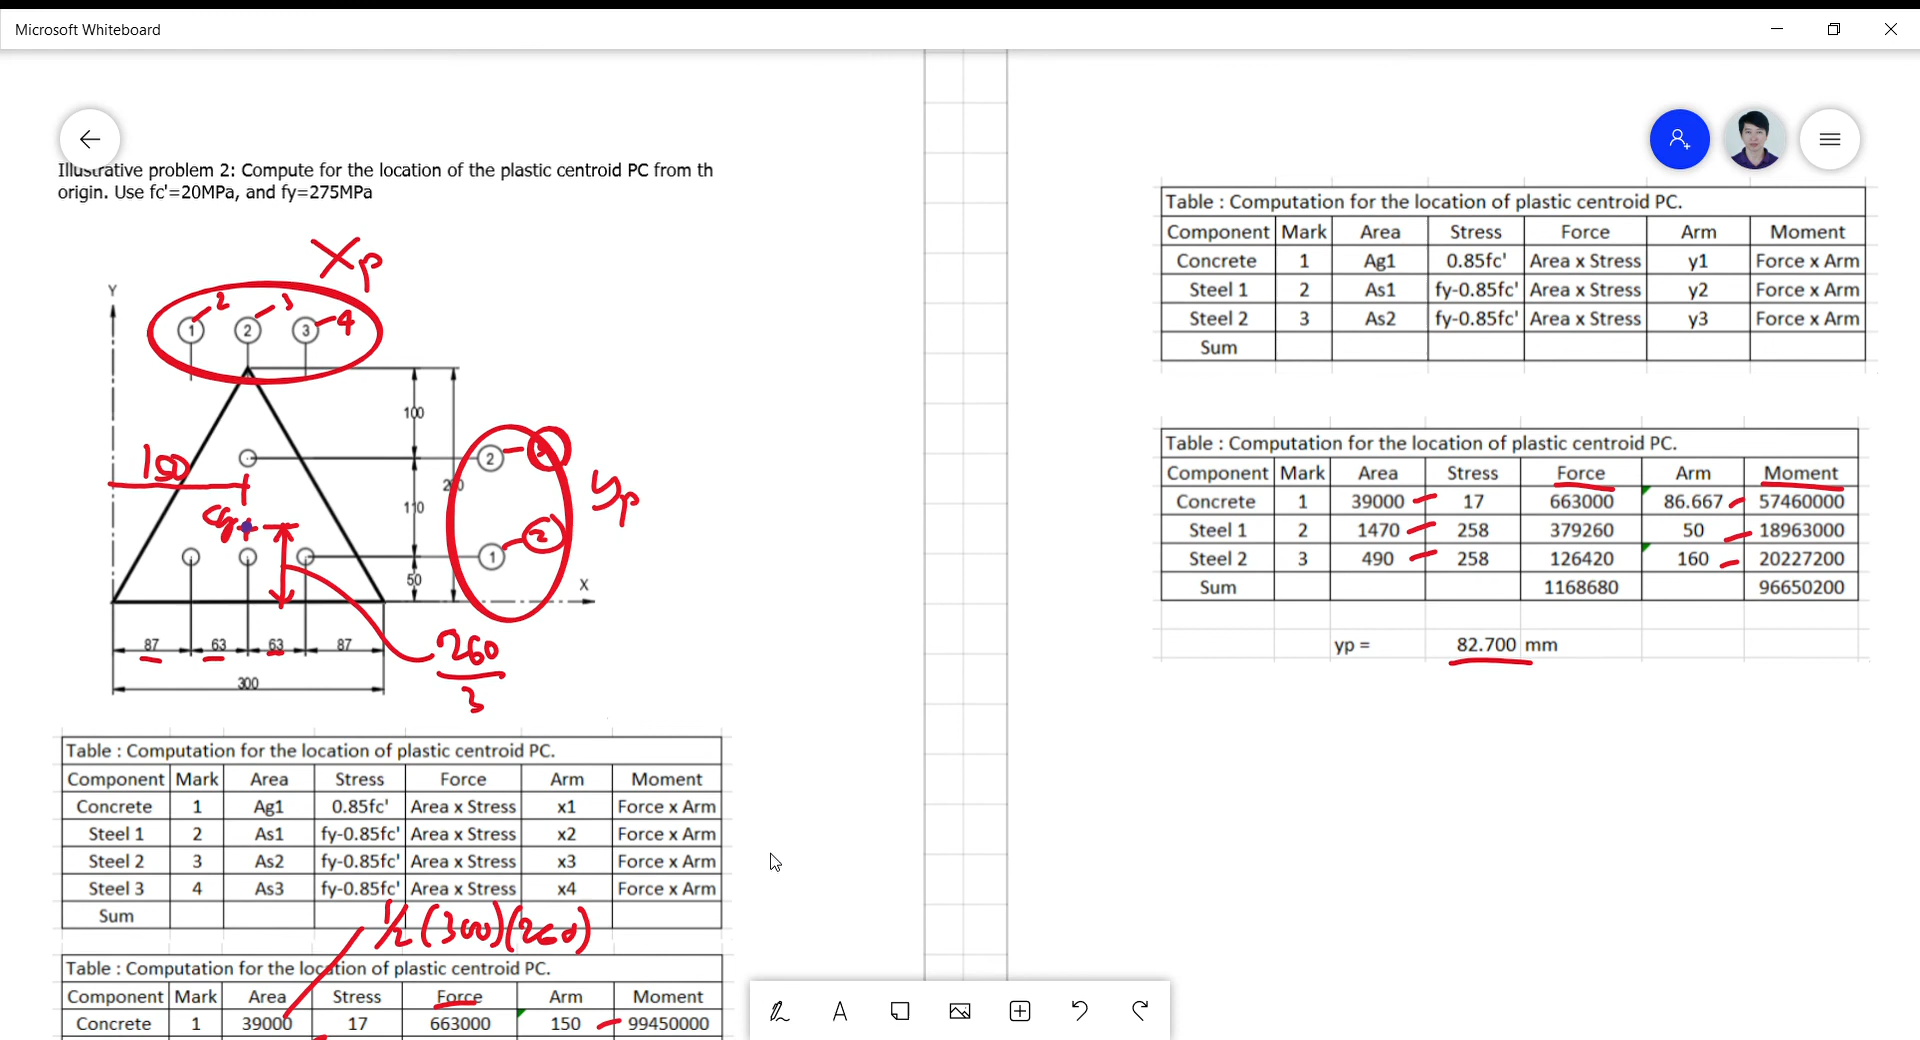 Microsoft Whiteboard
Illustrative problem 2: Compute for the location of the plastic centroid PC from th
origin. Use fc'=20MPa, and fy=275MPa
Xp
Y
2 3 4
1 2 3
100
150
110
50
cg
2
1
2
yp
X
87 63 63 87
300
260
3
Table : Computation for the location of plastic centroid PC.
Component Mark Area Stress Force Arm Moment
Concrete 1 Ag1 0.85fc' Area x Stress x1 Force x Arm
Steel 1 2 As1 fy-0.85fc' Area x Stress x2 Force x Arm
Steel 2 3 As2 fy-0.85fc' Area x Stress x3 Force x Arm
Steel 3 4 As3 fy-0.85fc' Area x Stress x4 Force x Arm
Sum
1/2 (300)(260)
Table : Computation for the location of plastic centroid PC.
Component Mark Area Stress Force Arm Moment
Concrete 1 39000 17 663000 150 99450000
Table : Computation for the location of plastic centroid PC.
Component Mark Area Stress Force Arm Moment
Concrete 1 Ag1 0.85fc' Area x Stress y1 Force x Arm
Steel 1 2 As1 fy-0.85fc' Area x Stress y2 Force x Arm
Steel 2 3 As2 fy-0.85fc' Area x Stress y3 Force x Arm
Sum
Table : Computation for the location of plastic centroid PC.
Component Mark Area Stress Force Arm Moment
Concrete 1 39000 17 663000 86.667 57460000
Steel 1 2 1470 258 379260 50 18963000
Steel 2 3 490 258 126420 160 20227200
Sum 1168680 96650200
yp = 82.700 mm
A